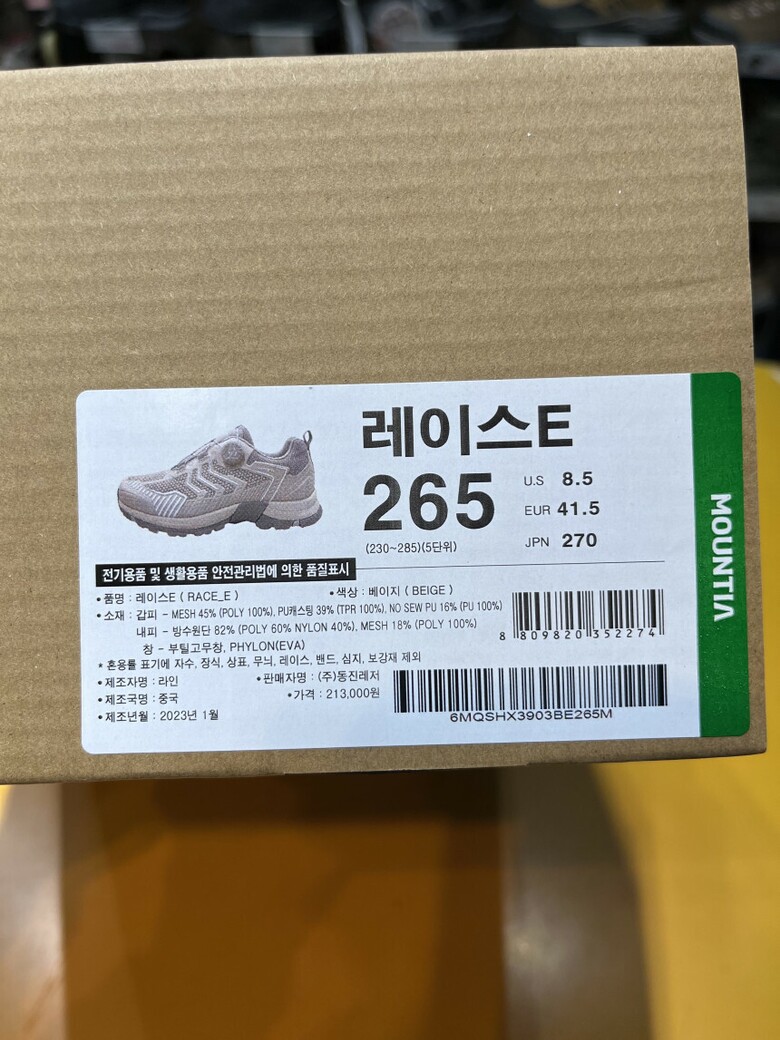 레이스E
265
U.S 8.5
EUR 41.5
JPN 270
(230~285)(5단위)
MOUNTIA
전기용품 및 생활용품 안전관리법에 의한 품질표시
• 품명 : 레이스E ( RACE_E )
• 색상 : 베이지 ( BEIGE )
• 소재 : 갑피 - MESH 45% (POLY 100%), PU캐스팅 39% (TPR 100%), NO SEW PU 16% (PU 100%)
내피 - 방수원단 82% (POLY 60% NYLON 40%), MESH 18% (POLY 100%)
창 - 부틸고무창, PHYLON(EVA)
* 혼용률 표기에 자수, 장식, 상표, 무늬, 레이스, 밴드, 심지, 보강재 제외
• 제조자명 : 라인
• 판매자명 : (주)동진레저
• 제조국명 : 중국
• 가격 : 213,000원
• 제조년월 : 2023년 1월
8 809820 352274
6MQSHX3903BE265M